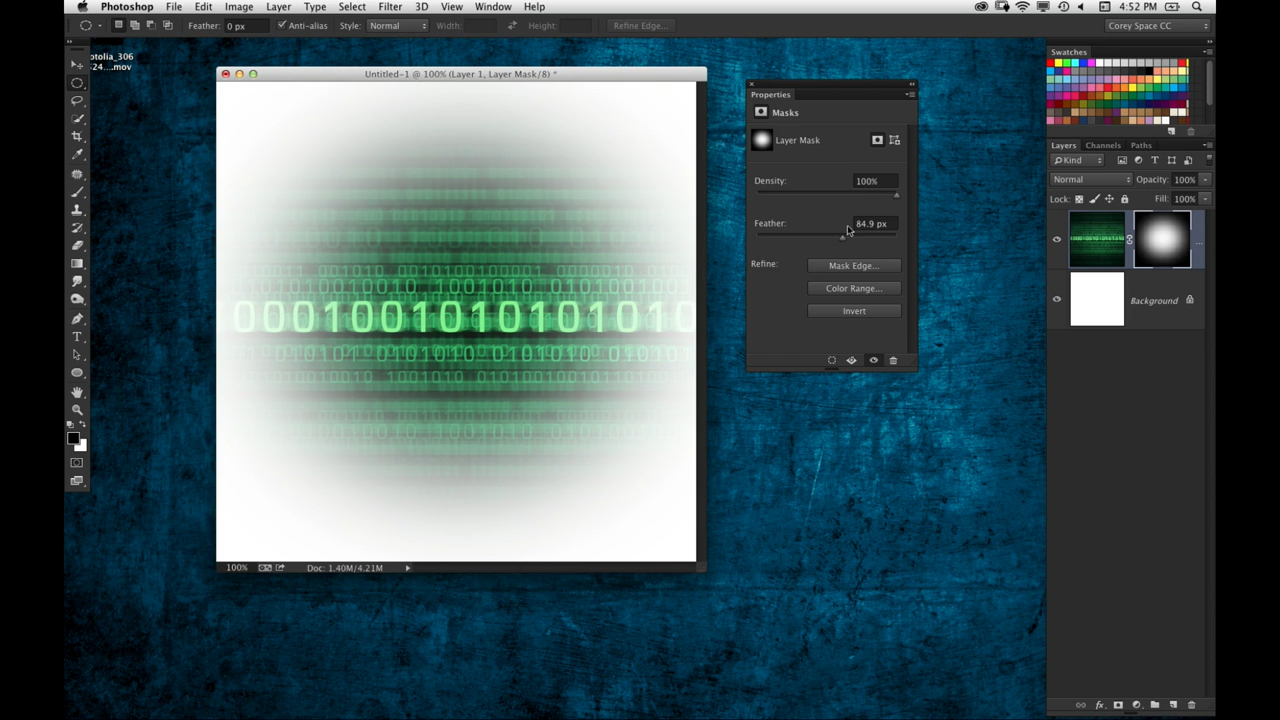 Photoshop File Edit Image Layer Type Select Filter 3D View Window Help 4:52 PM
Feather: 0 px Anti-alias Style: Normal Width: Height: Refine Edge... Corey Space CC
otolia_306
24....mov
Untitled-1 @ 100% (Layer 1, Layer Mask/8) *
Properties
Masks
Layer Mask
Density: 100%
Feather: 84.9 px
Refine: Mask Edge...
Color Range...
Invert
Swatches
Layers Channels Paths
Kind
Normal Opacity: 100%
Lock: Fill: 100%
Background
0001001010101010
100% Doc: 1.40M/4.21M